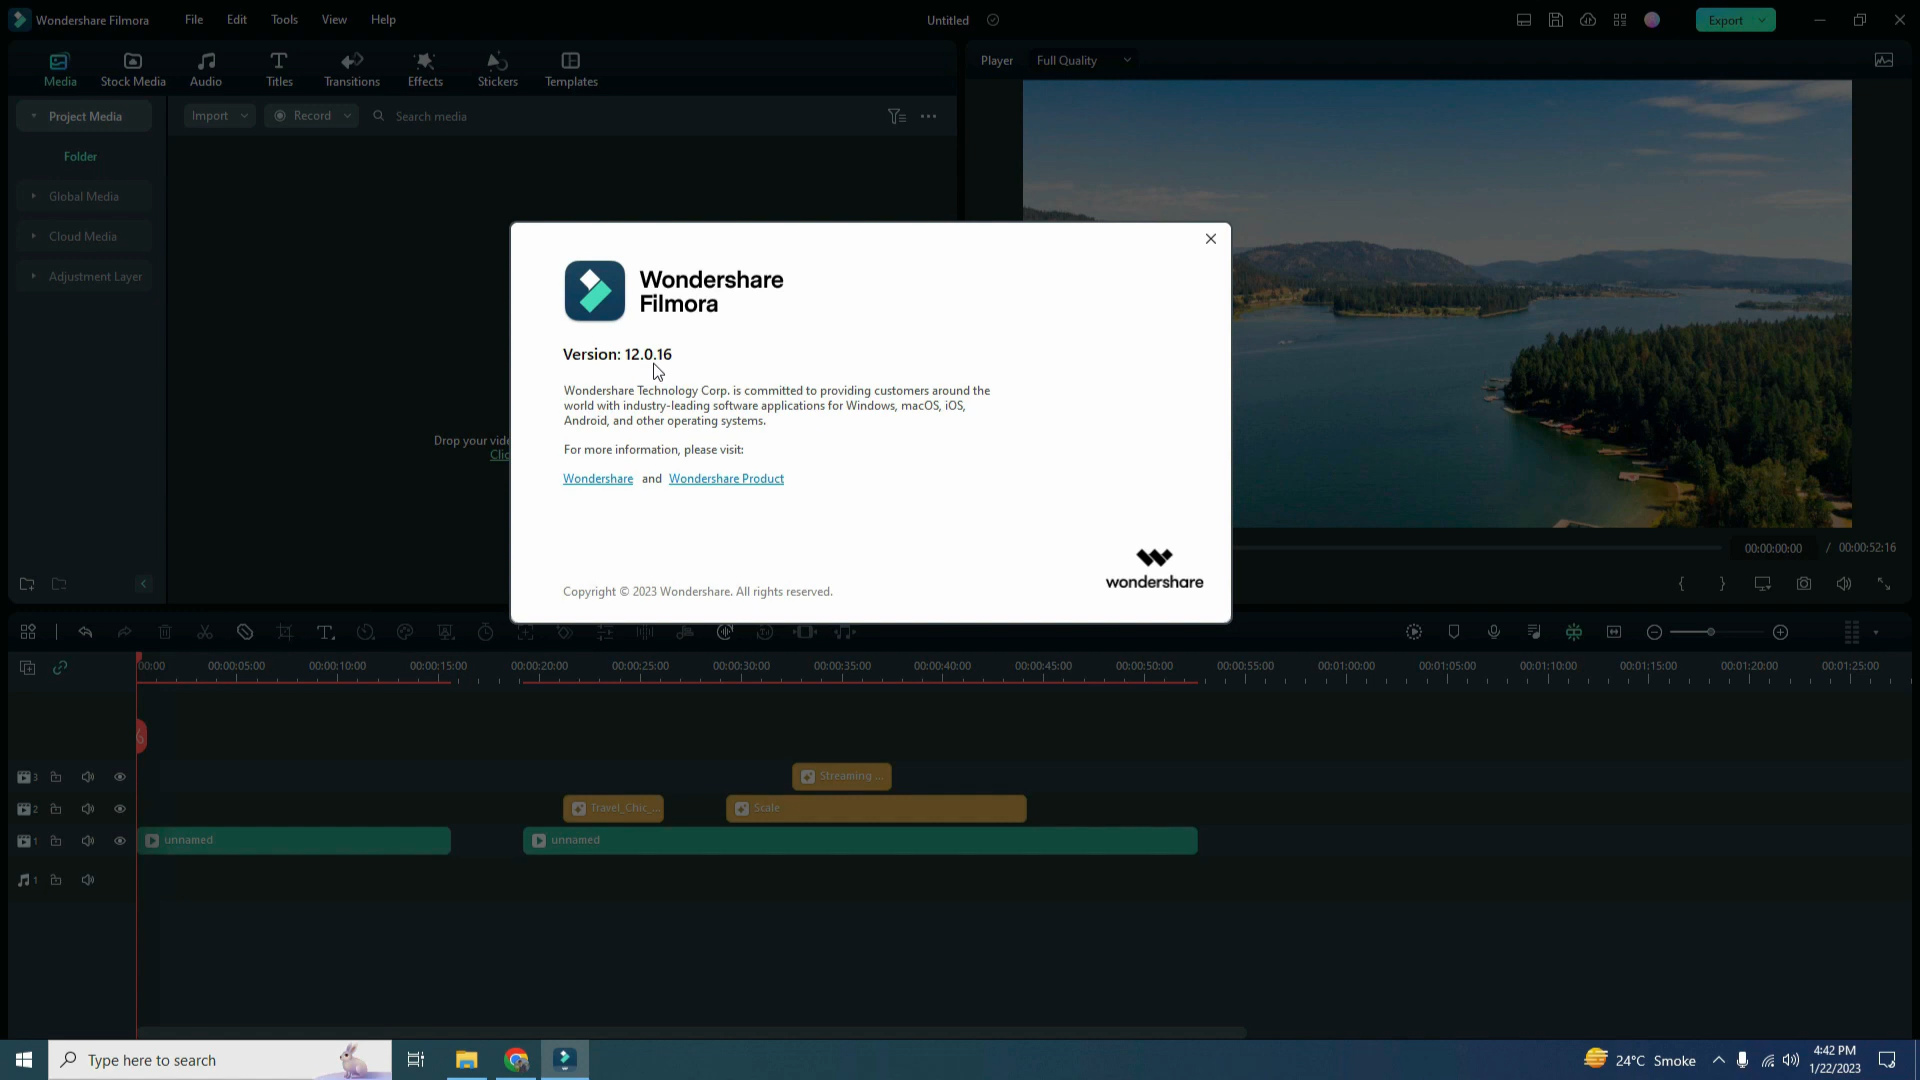 Wondershare Filmora File Edit Tools View Help Untitled Export
Media Stock Media Audio Titles Transitions Effects Stickers Templates
Player Full Quality
Project Media
Import Record Search media
Folder
Global Media
Cloud Media
Adjustment Layer
Drop your vide
Clic
Wondershare
Filmora
Version: 12.0.16
Wondershare Technology Corp. is committed to providing customers around the
world with industry-leading software applications for Windows, macOS, iOS,
Android, and other operating systems.
For more information, please visit:
Wondershare and Wondershare Product
wondershare
Copyright © 2023 Wondershare. All rights reserved.
00:00:00:00 / 00:00:52:16
00:00 00:00:05:00 00:00:10:00 00:00:15:00 00:00:20:00 00:00:25:00 00:00:30:00 00:00:35:00 00:00:40:00 00:00:45:00 00:00:50:00 00:00:55:00 00:01:00:00 00:01:05:00 00:01:10:00 00:01:15:00 00:01:20:00 00:01:25:00
3 Streaming ...
2 Travel_Chic_... Scale
1 unnamed unnamed
1
Type here to search
24°C Smoke
4:42 PM
1/22/2023